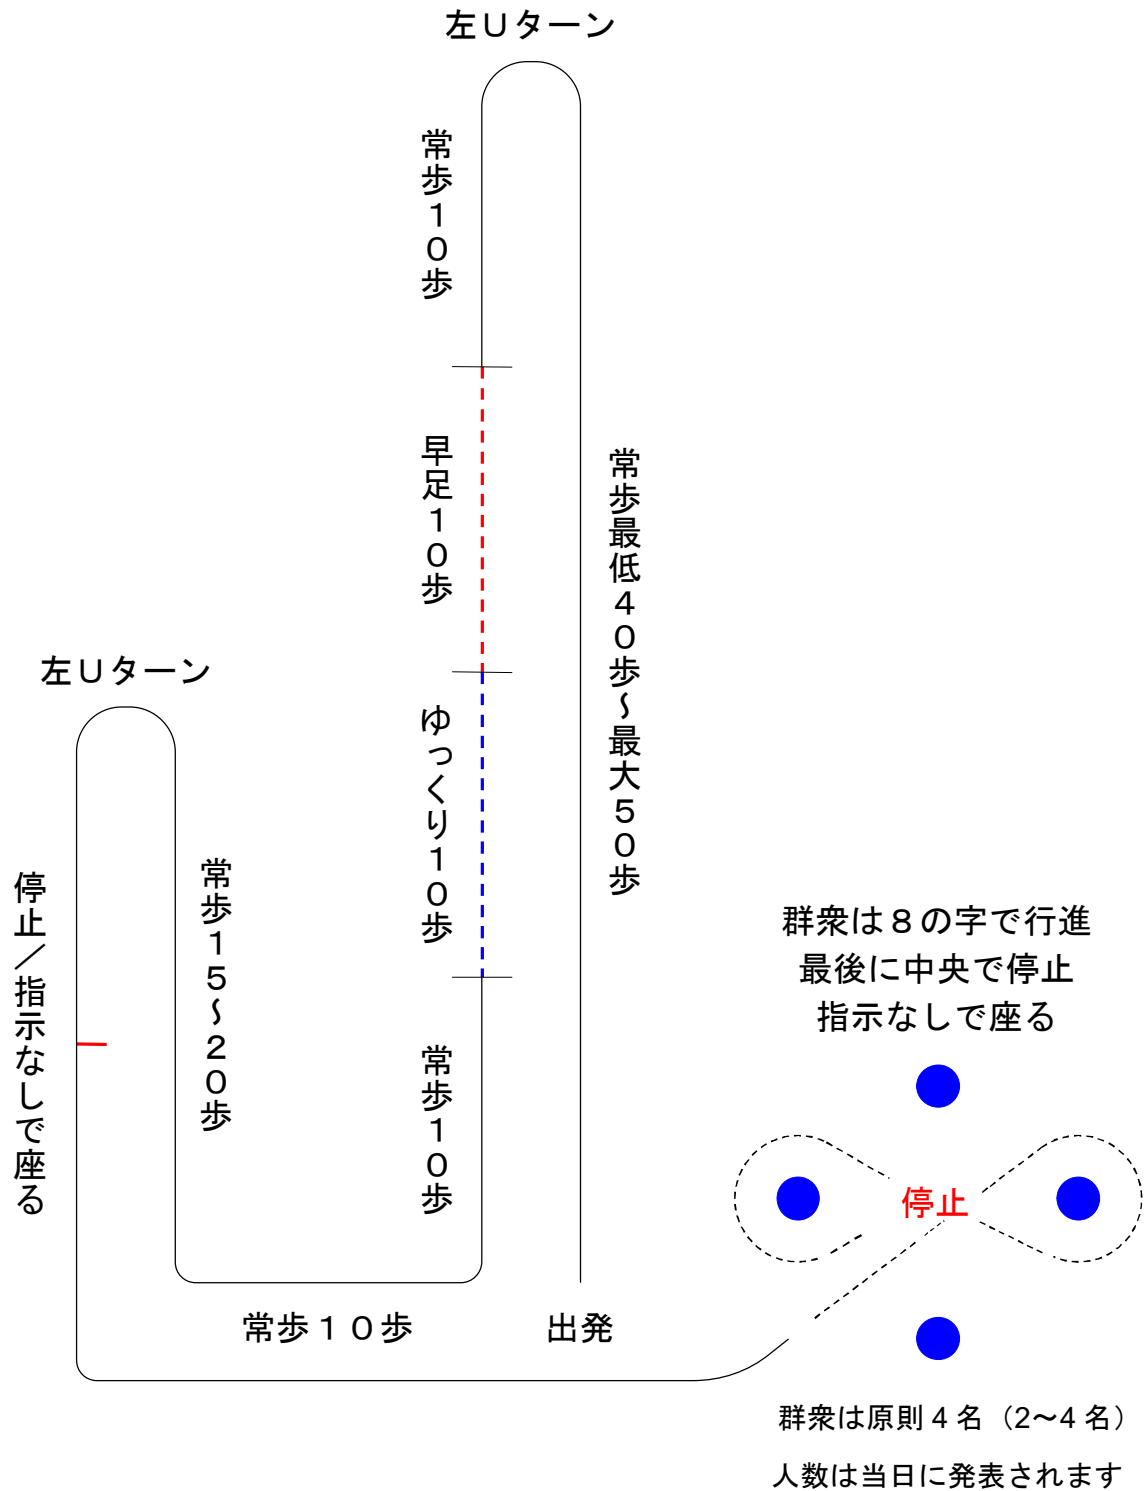 左Uターン
常歩10歩
早足10歩
ゆっくり10歩
常歩10歩
常歩最低40歩～最大50歩
左Uターン
常歩15～20歩
停止／指示なしで座る
常歩１０歩
出発
群衆は８の字で行進
最後に中央で停止
指示なしで座る
停止
群衆は原則 4 名（2～4 名）
人数は当日に発表されます